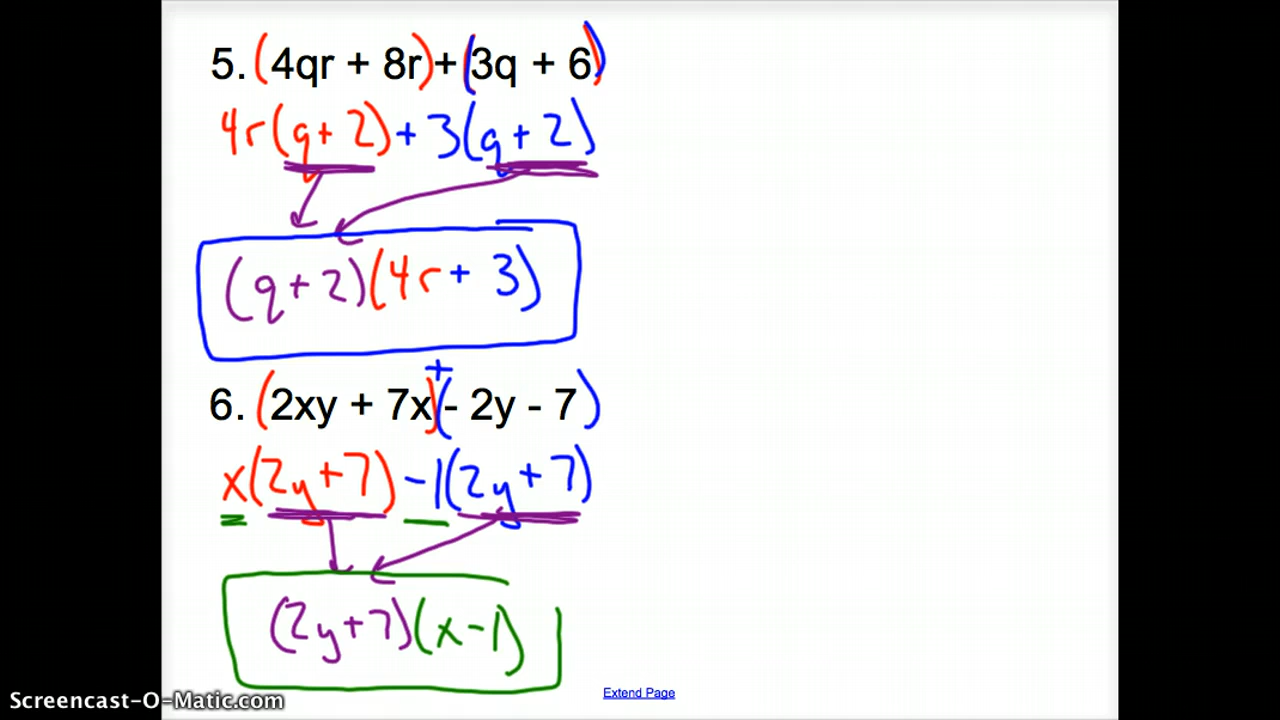 5. (4qr + 8r) + (3q + 6)
4r(q + 2) + 3(q + 2)
(q + 2)(4r + 3)
+
6. (2xy + 7x)(- 2y - 7)
x(2y + 7) - 1(2y + 7)
(2y + 7)(x - 1)
Extend Page
Screencast-O-Matic.com